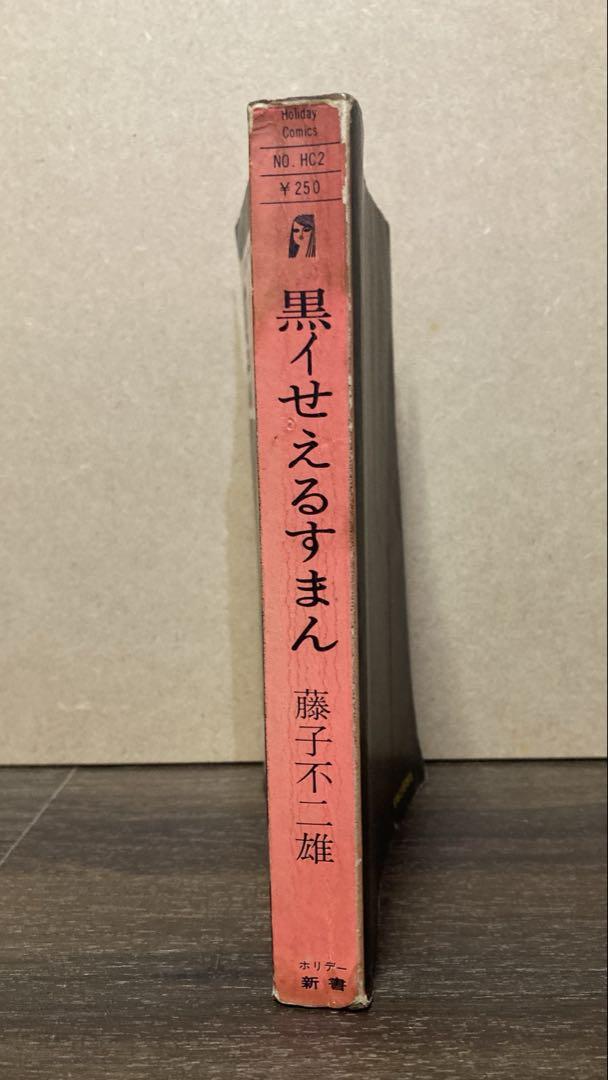 Holiday
Comics
NO. HC2
¥250
黒ィせえるすまん
藤子不二雄
ホリデー
新書